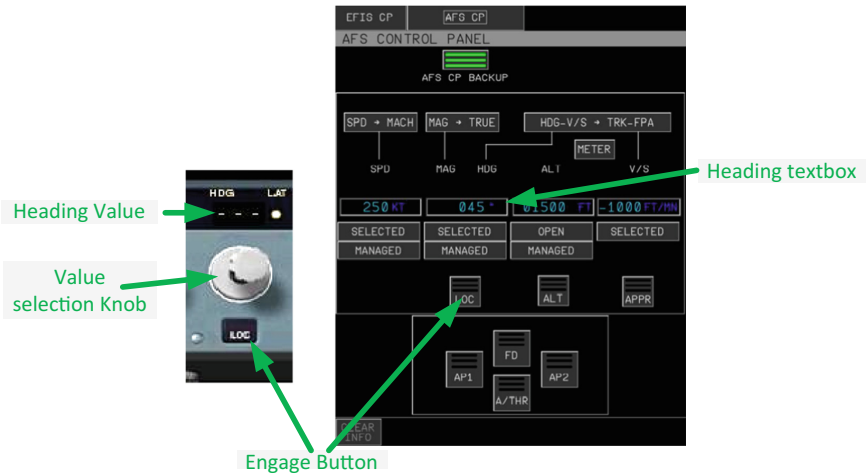 EFIS CP AFS CP
AFS CONTROL PANEL
AFS CP BACKUP
SPD → MACH MAG → TRUE HDG-V/S → TRK-FPA
METER
SPD MAG HDG ALT V/S
250 KT 045 ° 01500 FT -1000 FT/MN
SELECTED SELECTED OPEN SELECTED
MANAGED MANAGED MANAGED
LOC ALT APPR
FD
AP1 AP2
A/THR
CLEAR
INFO
HDG LAT
- - -
LOC
Heading Value
Value
selection Knob
Heading textbox
Engage Button